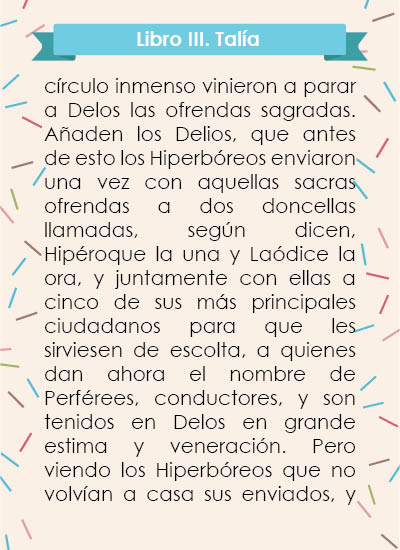 Libro III. Talía
círculo inmenso vinieron a parar
a Delos las ofrendas sagradas.
Añaden los Delios, que antes
de esto los Hiperbóreos enviaron
una vez con aquellas sacras
ofrendas a dos doncellas
llamadas, según dicen,
Hipéroque la una y Laódice la
ora, y juntamente con ellas a
cinco de sus más principales
ciudadanos para que les
sirviesen de escolta, a quienes
dan ahora el nombre de
Perférees, conductores, y son
tenidos en Delos en grande
estima y veneración. Pero
viendo los Hiperbóreos que no
volvían a casa sus enviados, y